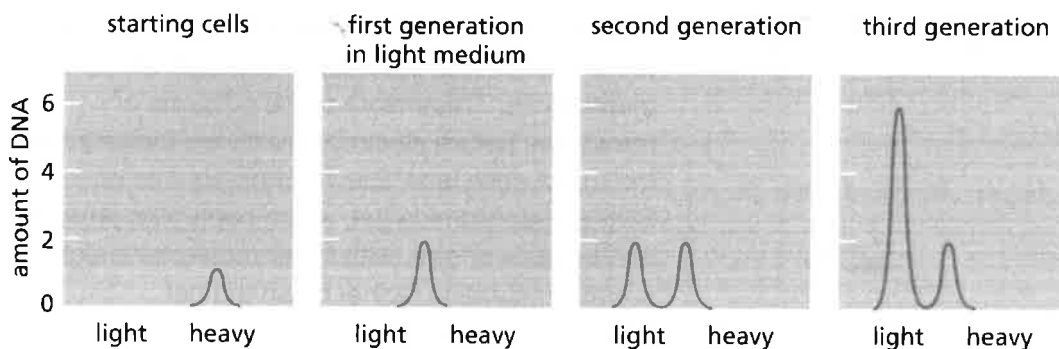 starting cells
first generation
in light medium
second generation
third generation
amount of DNA
6
4
2
0
light heavy
light heavy
light heavy
light heavy